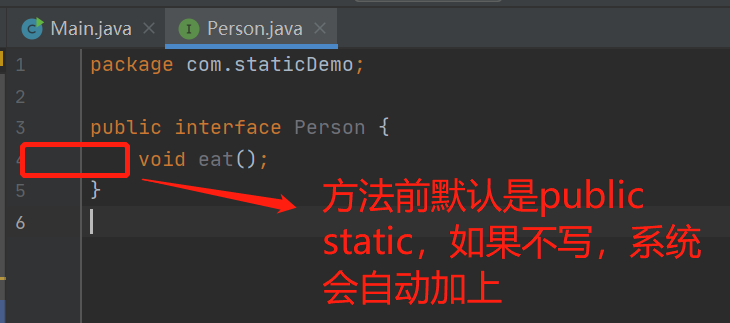 Main.java × Person.java ×
1 package com.staticDemo;
2
3 public interface Person {
4 void eat();
5 }
6
方法前默认是public
static，如果不写，系统
会自动加上